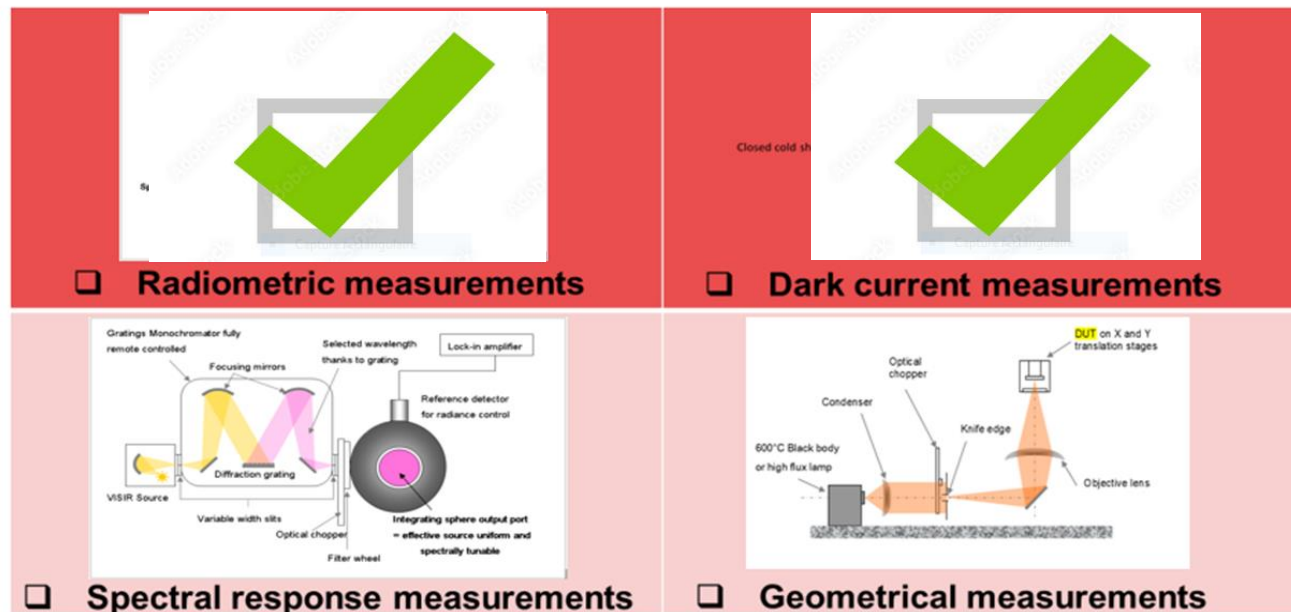 Adobe Stock
Sp
❑ Radiometric measurements
Closed cold sh
❑ Dark current measurements
Gratings Monochromator fully
remote controlled
Focusing mirrors
Selected wavelength
thanks to grating
Lock-in amplifier
Reference detector
for radiance control
Diffraction grating
VISIR Source
Variable width slits
Optical chopper
Filter wheel
Integrating sphere output port
= effective source uniform and
spectrally tunable
❑ Spectral response measurements
DUT on X and Y
translation stages
Optical
chopper
Condenser
Knife edge
600°C Black body
or high flux lamp
Objective lens
❑ Geometrical measurements